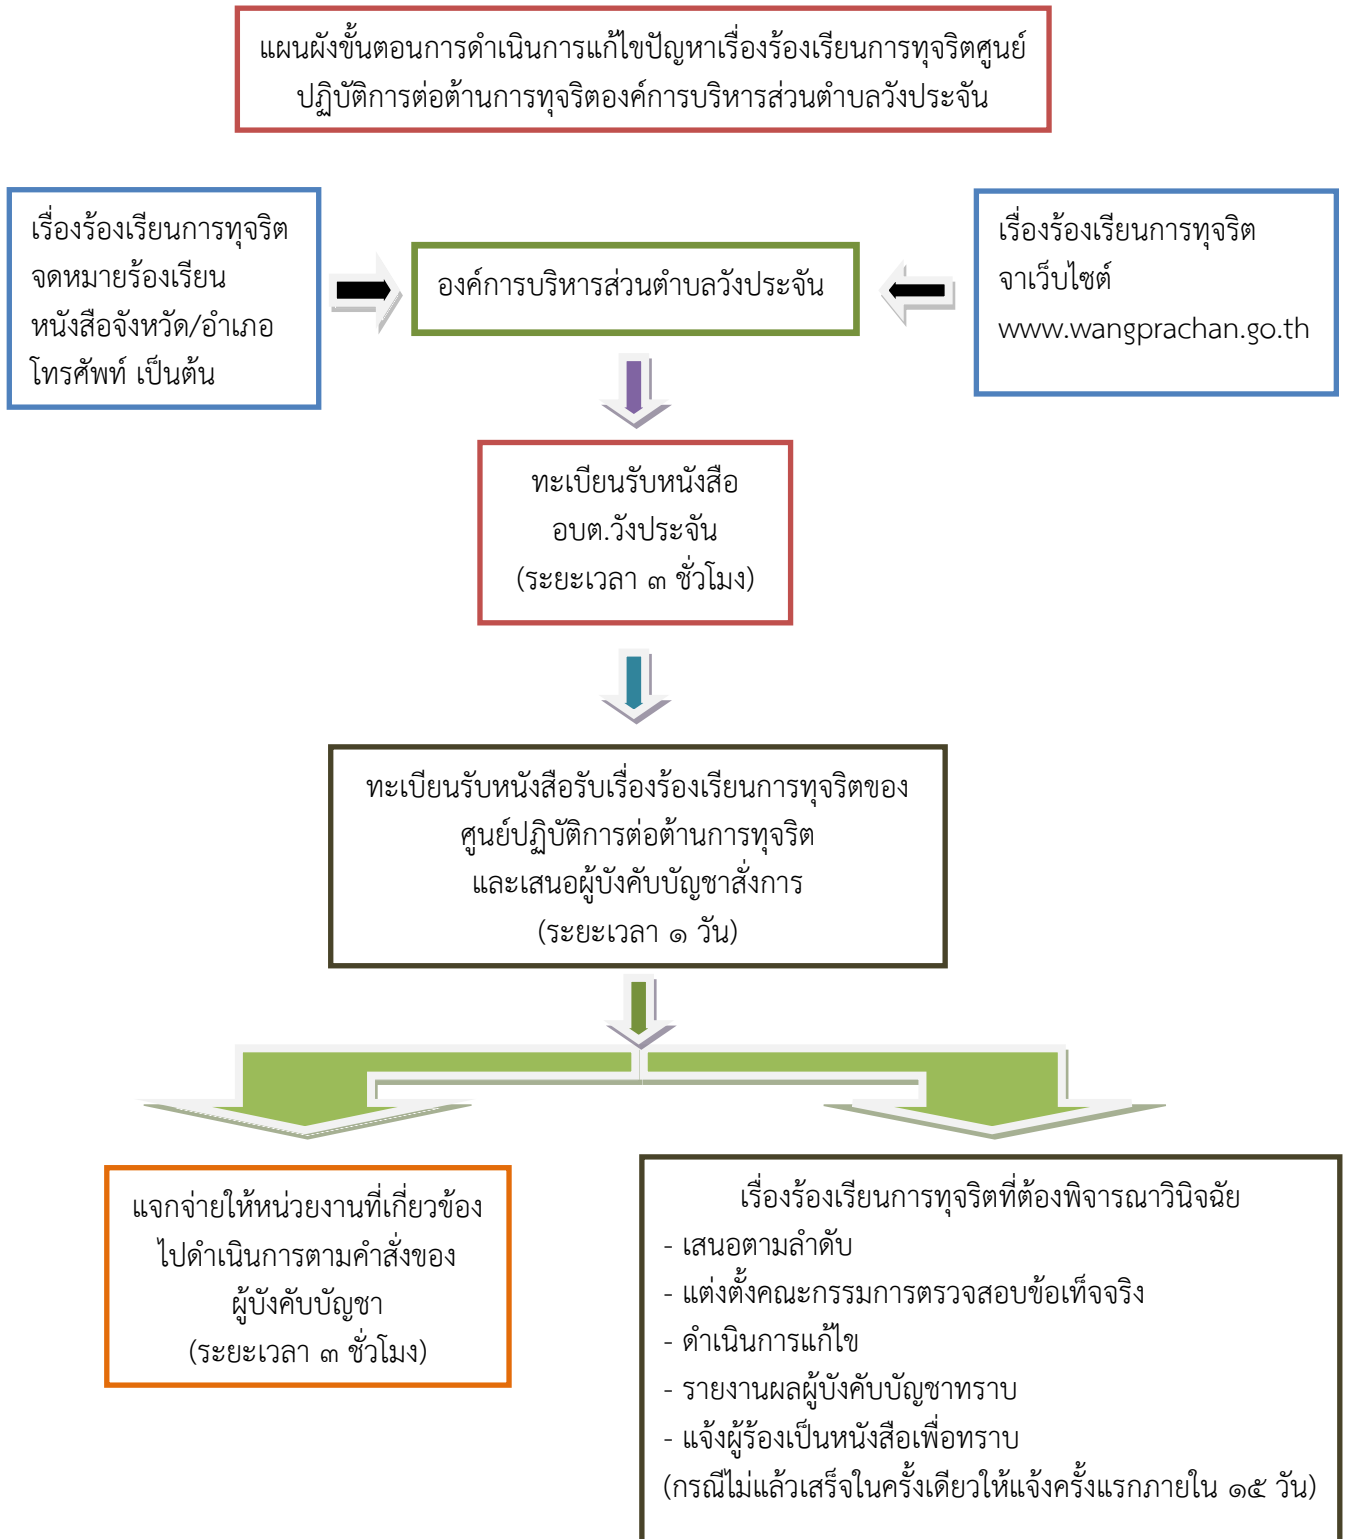 แผนผังขั้นตอนการดำเนินการแก้ไขปัญหาเรื่องร้องเรียนการทุจริตศูนย์
ปฏิบัติการต่อต้านการทุจริตองค์การบริหารส่วนตำบลวังประจัน
เรื่องร้องเรียนการทุจริต
จดหมายร้องเรียน
หนังสือจังหวัด/อำเภอ
โทรศัพท์ เป็นต้น
องค์การบริหารส่วนตำบลวังประจัน
เรื่องร้องเรียนการทุจริต
จาเว็บไซต์
www.wangprachan.go.th
ทะเบียนรับหนังสือ
อบต.วังประจัน
(ระยะเวลา ๓ ชั่วโมง)
ทะเบียนรับหนังสือรับเรื่องร้องเรียนการทุจริตของ
ศูนย์ปฏิบัติการต่อต้านการทุจริต
และเสนอผู้บังคับบัญชาสั่งการ
(ระยะเวลา ๑ วัน)
แจกจ่ายให้หน่วยงานที่เกี่ยวข้อง
ไปดำเนินการตามคำสั่งของ
ผู้บังคับบัญชา
(ระยะเวลา ๓ ชั่วโมง)
เรื่องร้องเรียนการทุจริตที่ต้องพิจารณาวินิจฉัย
- เสนอตามลำดับ
- แต่งตั้งคณะกรรมการตรวจสอบข้อเท็จจริง
- ดำเนินการแก้ไข
- รายงานผลผู้บังคับบัญชาทราบ
- แจ้งผู้ร้องเป็นหนังสือเพื่อทราบ
(กรณีไม่แล้วเสร็จในครั้งเดียวให้แจ้งครั้งแรกภายใน ๑๕ วัน)